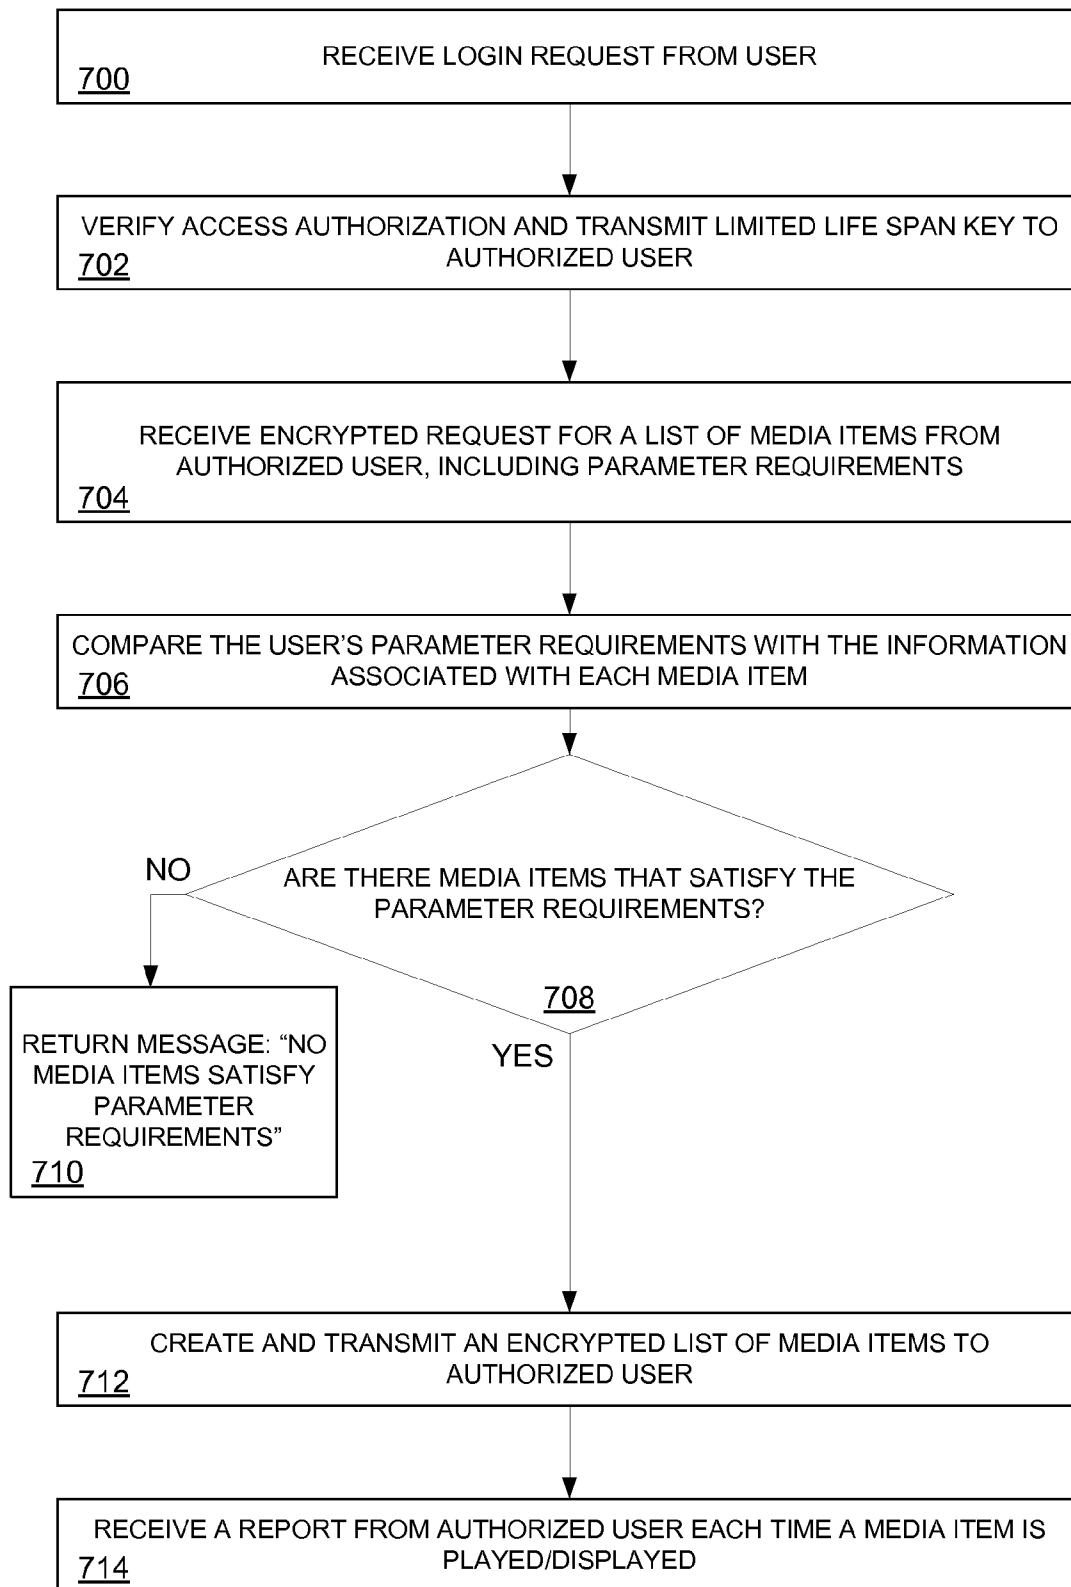 RECEIVE LOGIN REQUEST FROM USER
700
VERIFY ACCESS AUTHORIZATION AND TRANSMIT LIMITED LIFE SPAN KEY TO
AUTHORIZED USER
702
RECEIVE ENCRYPTED REQUEST FOR A LIST OF MEDIA ITEMS FROM
AUTHORIZED USER, INCLUDING PARAMETER REQUIREMENTS
704
COMPARE THE USER’S PARAMETER REQUIREMENTS WITH THE INFORMATION
ASSOCIATED WITH EACH MEDIA ITEM
706
ARE THERE MEDIA ITEMS THAT SATISFY THE
PARAMETER REQUIREMENTS?
708
NO
YES
RETURN MESSAGE: “NO
MEDIA ITEMS SATISFY
PARAMETER
REQUIREMENTS”
710
CREATE AND TRANSMIT AN ENCRYPTED LIST OF MEDIA ITEMS TO
AUTHORIZED USER
712
RECEIVE A REPORT FROM AUTHORIZED USER EACH TIME A MEDIA ITEM IS
PLAYED/DISPLAYED
714